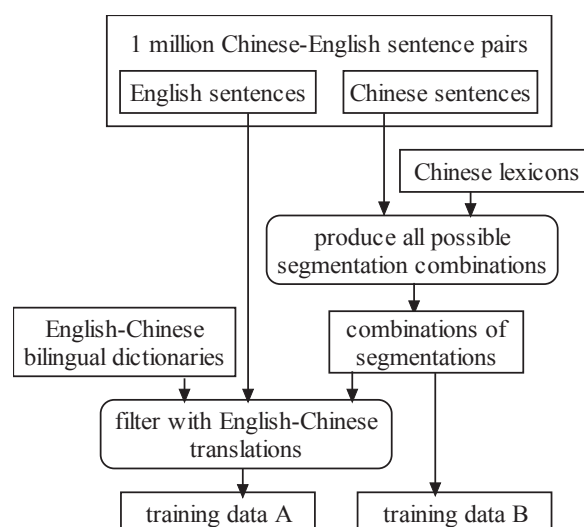 1 million Chinese-English sentence pairs
English sentences
Chinese sentences
Chinese lexicons
produce all possible
segmentation combinations
English-Chinese
bilingual dictionaries
combinations of
segmentations
filter with English-Chinese
translations
training data A
training data B